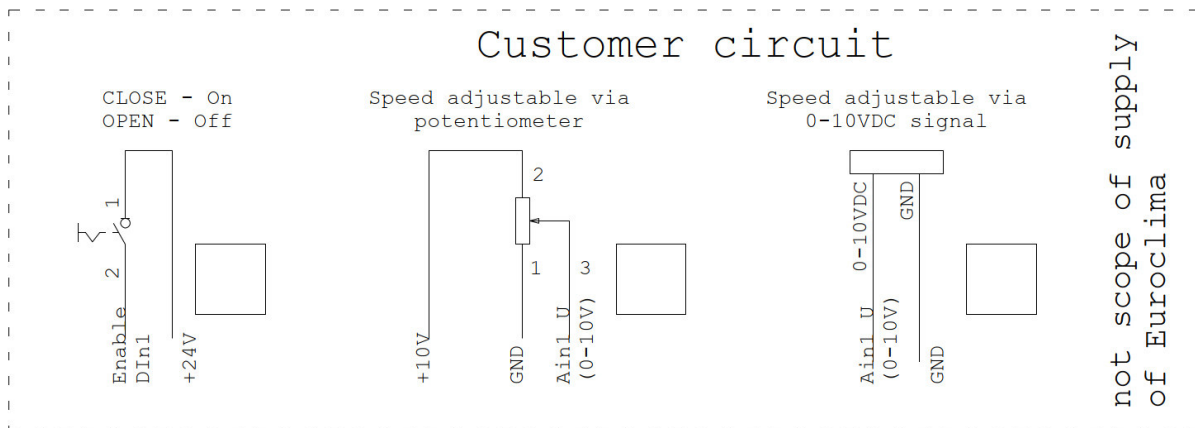 Customer circuit
CLOSE - On
OPEN - Off
1
2
Enable
DIn1
+24V
Speed adjustable via
potentiometer
2
1
3
+10V
GND
Ain1 U
(0-10V)
Speed adjustable via
0-10VDC signal
0-10VDC
GND
Ain1 U
(0-10V)
GND
not scope of supply
of Euroclima